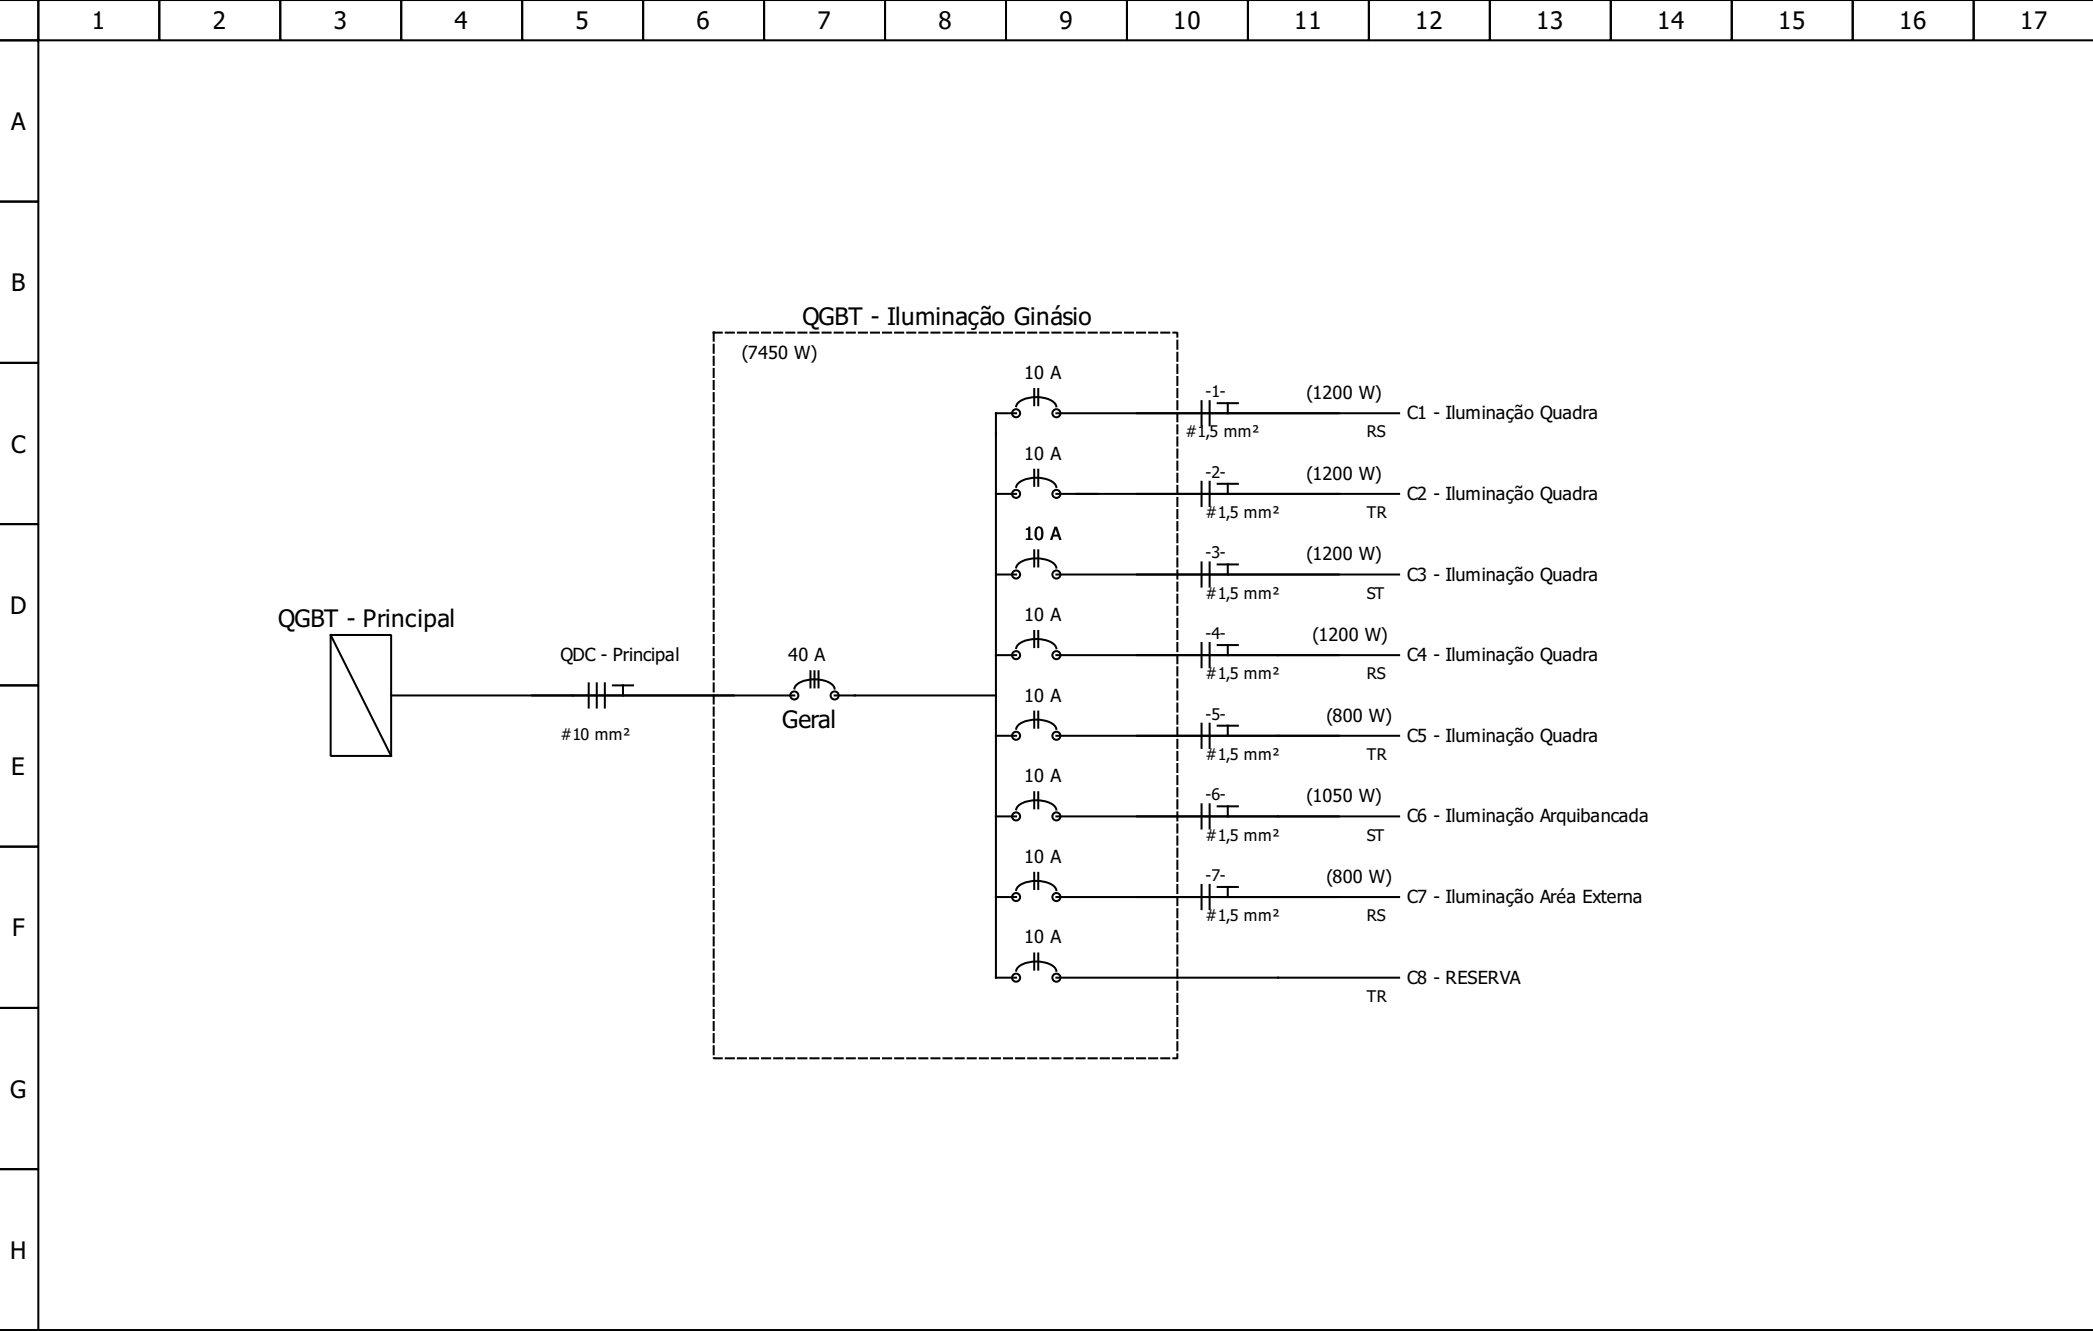 1 2 3 4 5 6 7 8 9 10 11 12 13 14 15 16 17
A
B
C
D
E
F
G
H
QGBT - Principal
QDC - Principal
#10 mm²
QGBT - Iluminação Ginásio
(7450 W)
40 A
Geral
10 A
-1-
(1200 W)
C1 - Iluminação Quadra
#1,5 mm²
RS
10 A
-2-
(1200 W)
C2 - Iluminação Quadra
#1,5 mm²
TR
10 A
-3-
(1200 W)
C3 - Iluminação Quadra
#1,5 mm²
ST
10 A
-4-
(1200 W)
C4 - Iluminação Quadra
#1,5 mm²
RS
10 A
-5-
(800 W)
C5 - Iluminação Quadra
#1,5 mm²
TR
10 A
-6-
(1050 W)
C6 - Iluminação Arquibancada
#1,5 mm²
ST
10 A
-7-
(800 W)
C7 - Iluminação Aréa Externa
#1,5 mm²
RS
10 A
C8 - RESERVA
TR